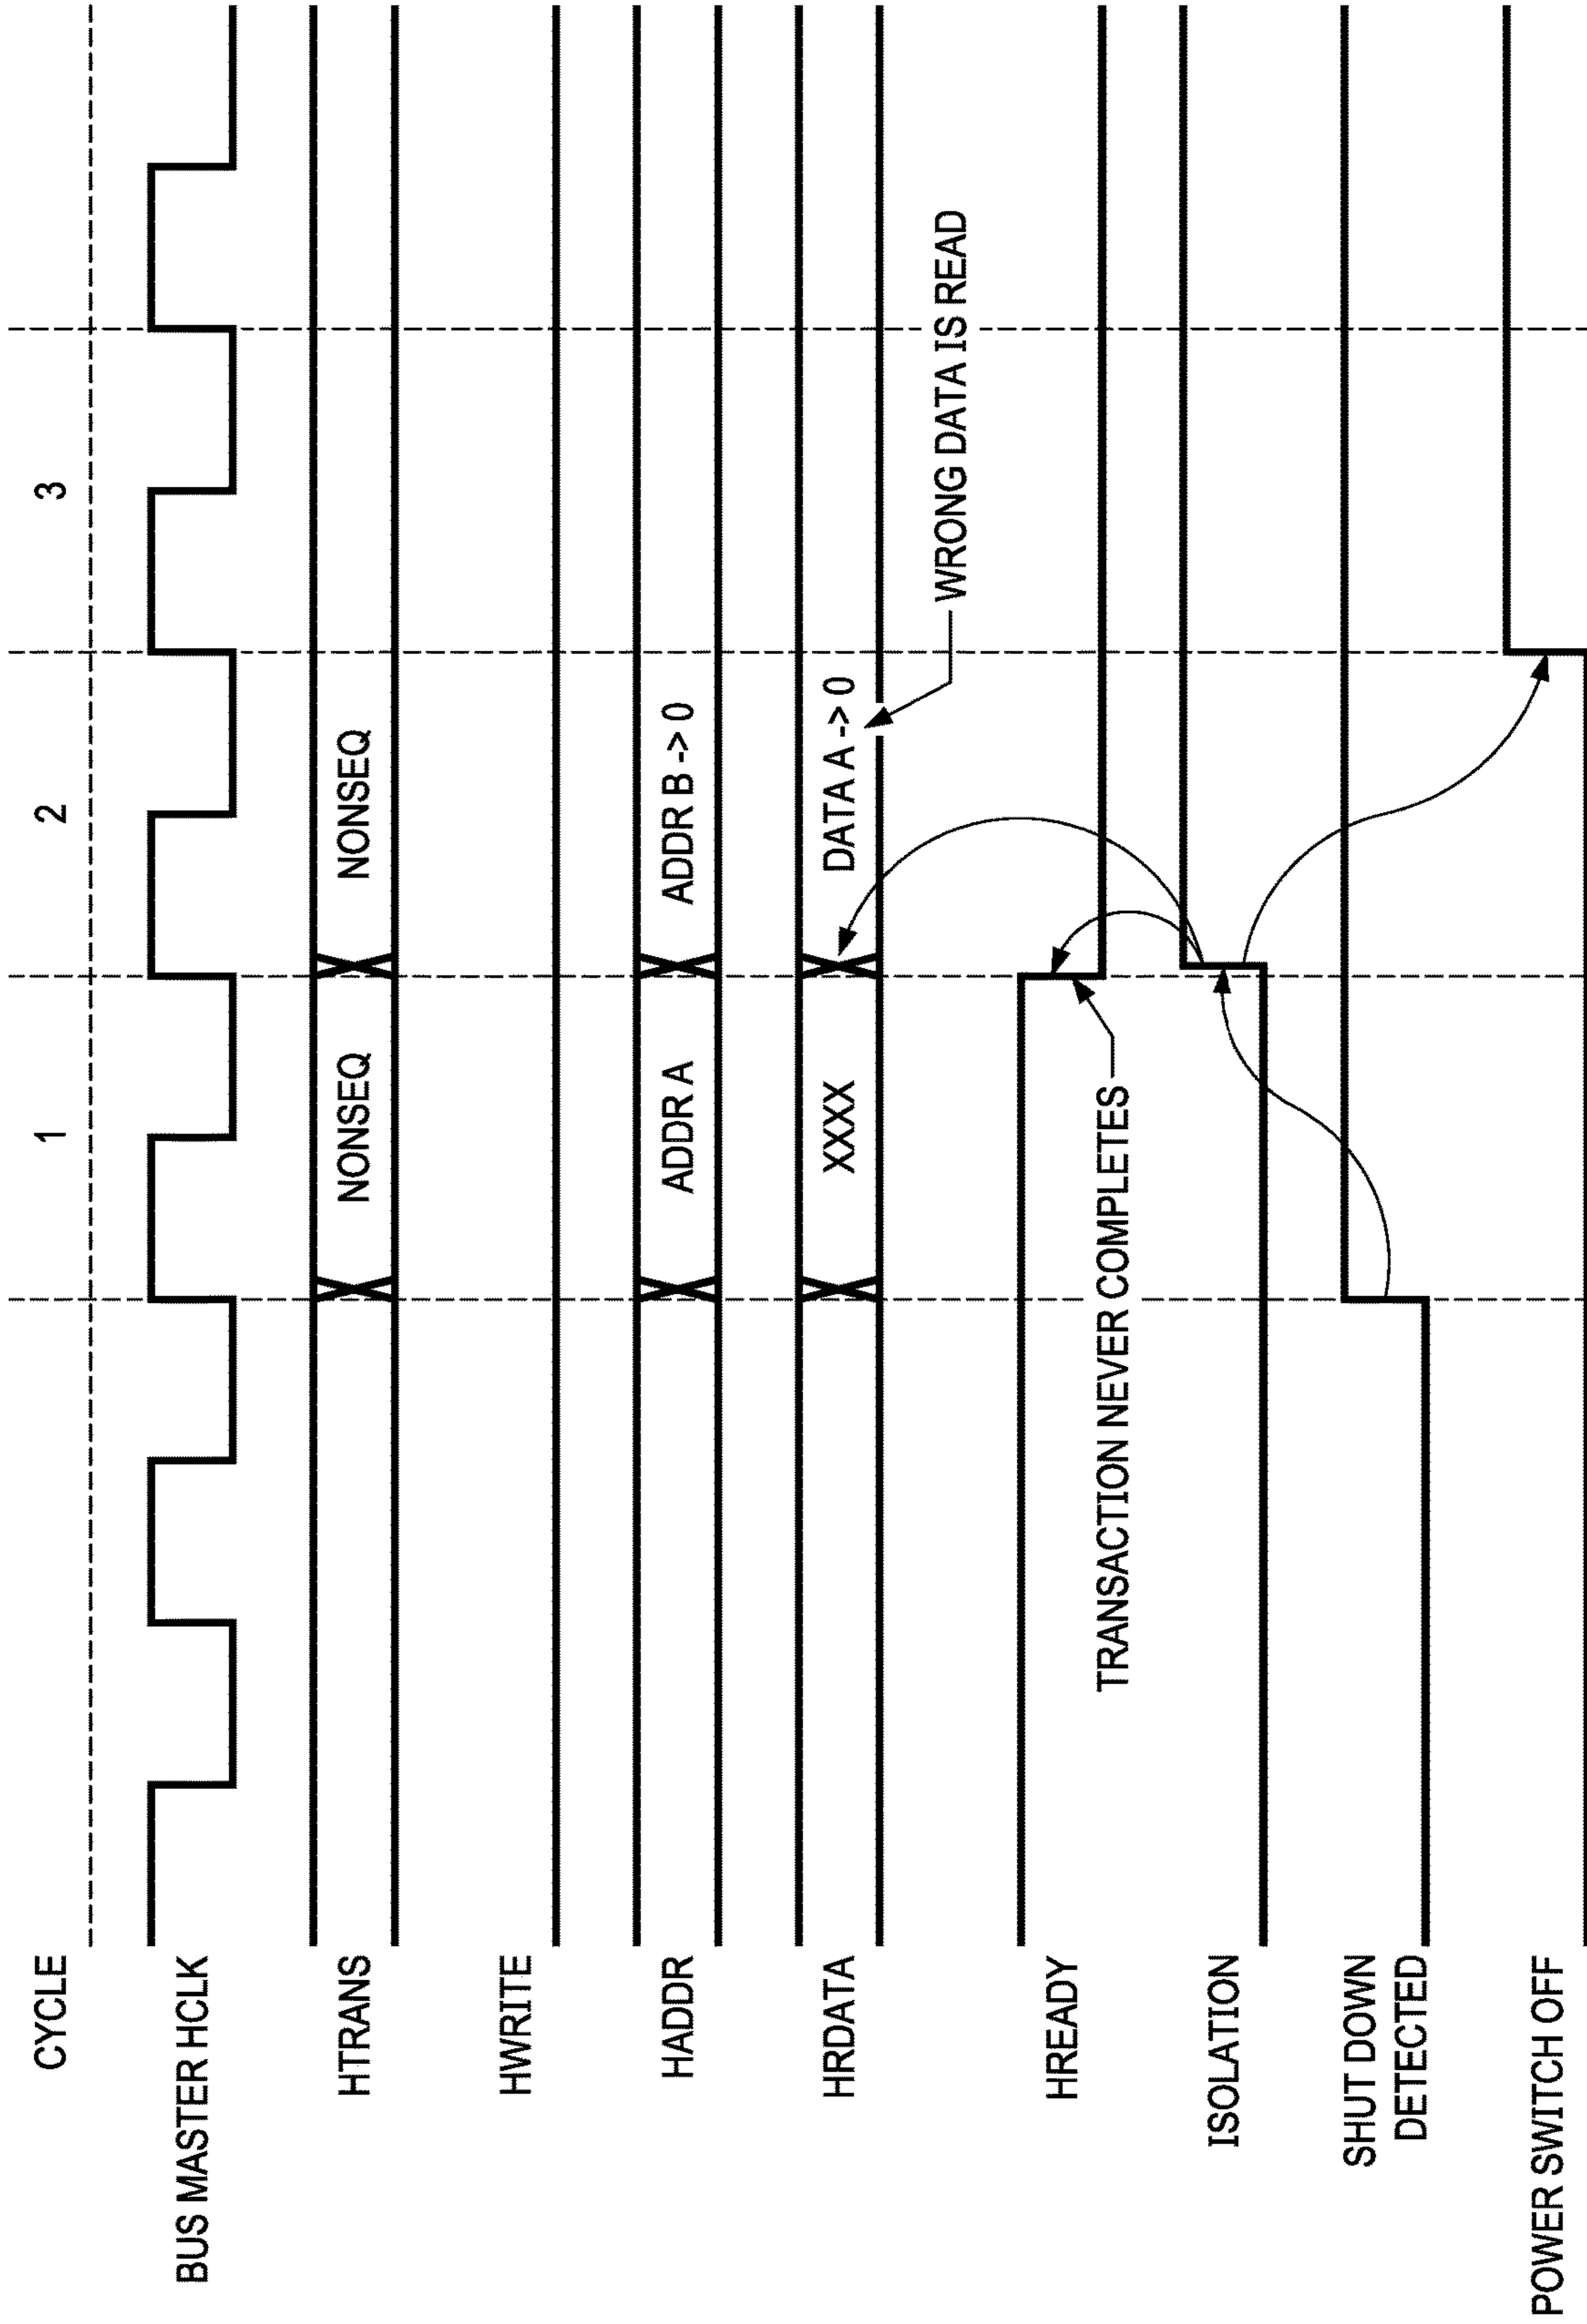 CYCLE 1 2 3
BUS MASTER HCLK
HTRANS NONSEQ NONSEQ
HWRITE
HADDR ADDR A ADDR B -> 0
HRDATA XXXX DATA A -> 0
WRONG DATA IS READ
HREADY
TRANSACTION NEVER COMPLETES
ISOLATION
SHUT DOWN
DETECTED
POWER SWITCH OFF